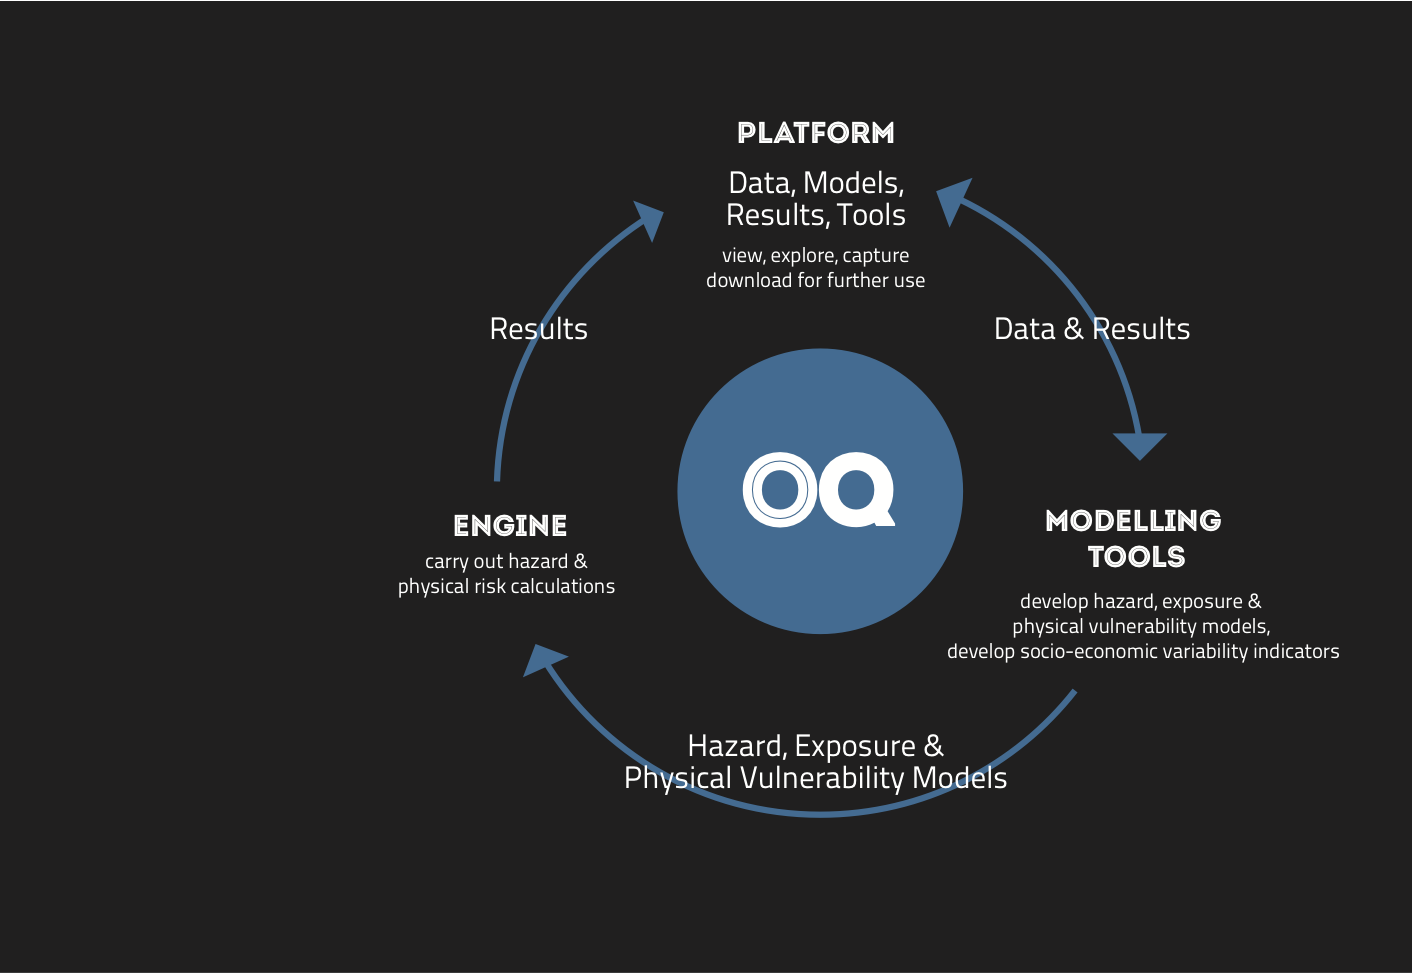 PLATFORM
Data, Models,
Results, Tools
view, explore, capture
download for further use
Results
Data & Results
OQ
ENGINE
carry out hazard &
physical risk calculations
MODELLING
TOOLS
develop hazard, exposure &
physical vulnerability models,
develop socio-economic variability indicators
Hazard, Exposure &
Physical Vulnerability Models